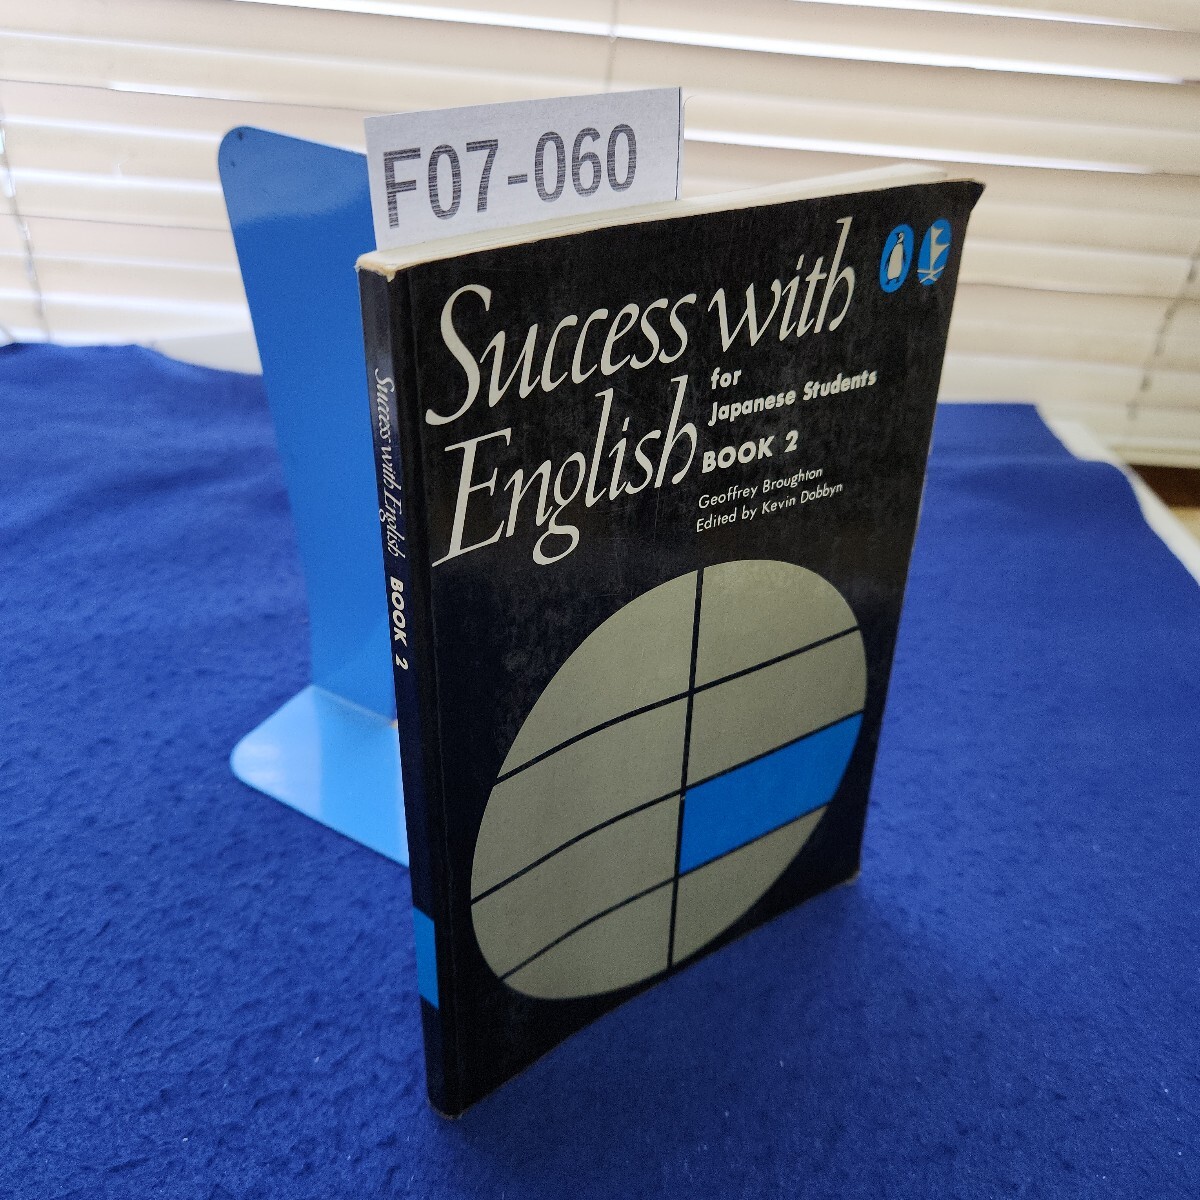 F07-060
Success with
English
for
Japanese Students
BOOK 2
Geoffrey Broughton
Edited by Kevin Dobbyn
Success with English BOOK 2